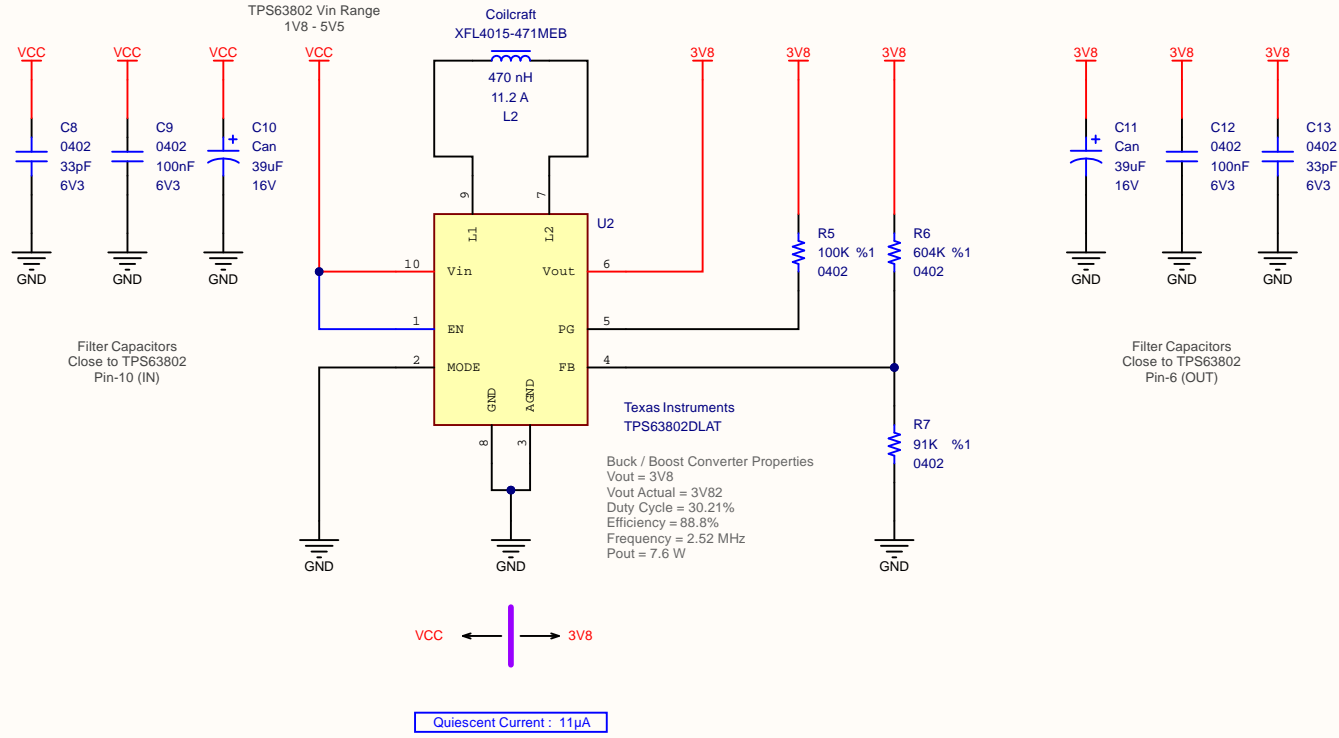 TPS63802 Vin Range
1V8 - 5V5
Coilcraft
XFL4015-471MEB
470 nH
11.2 A
L2
VCC
VCC
VCC
VCC
3V8
3V8
3V8
3V8
3V8
3V8
C8
0402
33pF
6V3
GND
C9
0402
100nF
6V3
GND
C10
Can
39uF
16V
GND
+
Filter Capacitors
Close to TPS63802
Pin-10 (IN)
9
7
U2
L1
L2
10
Vin
Vout
6
1
EN
PG
5
2
MODE
FB
4
GND
AGND
8
3
GND
GND
Texas Instruments
TPS63802DLAT
Buck / Boost Converter Properties
Vout = 3V8
Vout Actual = 3V82
Duty Cycle = 30.21%
Efficiency = 88.8%
Frequency = 2.52 MHz
Pout = 7.6 W
R5
100K %1
0402
R6
604K %1
0402
R7
91K %1
0402
GND
C11
Can
39uF
16V
GND
+
C12
0402
100nF
6V3
GND
C13
0402
33pF
6V3
GND
Filter Capacitors
Close to TPS63802
Pin-6 (OUT)
VCC
3V8
Quiescent Current : 11µA